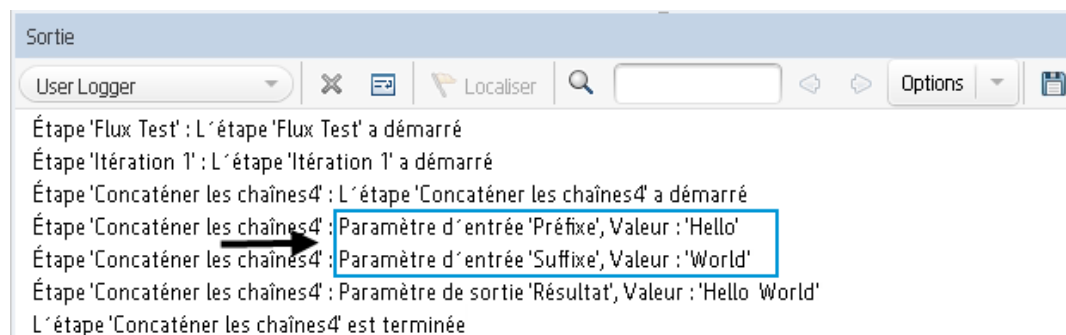 Sortie
User Logger Localiser Options
Étape 'Flux Test' : L´étape 'Flux Test' a démarré
Étape 'Itération 1' : L´étape 'Itération 1' a démarré
Étape 'Concaténer les chaînes4' : L´étape 'Concaténer les chaînes4' a démarré
Étape 'Concaténer les chaînes4' : Paramètre d´entrée 'Préfixe', Valeur : 'Hello'
Étape 'Concaténer les chaînes4' : Paramètre d´entrée 'Suffixe', Valeur : 'World'
Étape 'Concaténer les chaînes4' : Paramètre de sortie 'Résultat', Valeur : 'Hello World'
L´étape 'Concaténer les chaînes4' est terminée